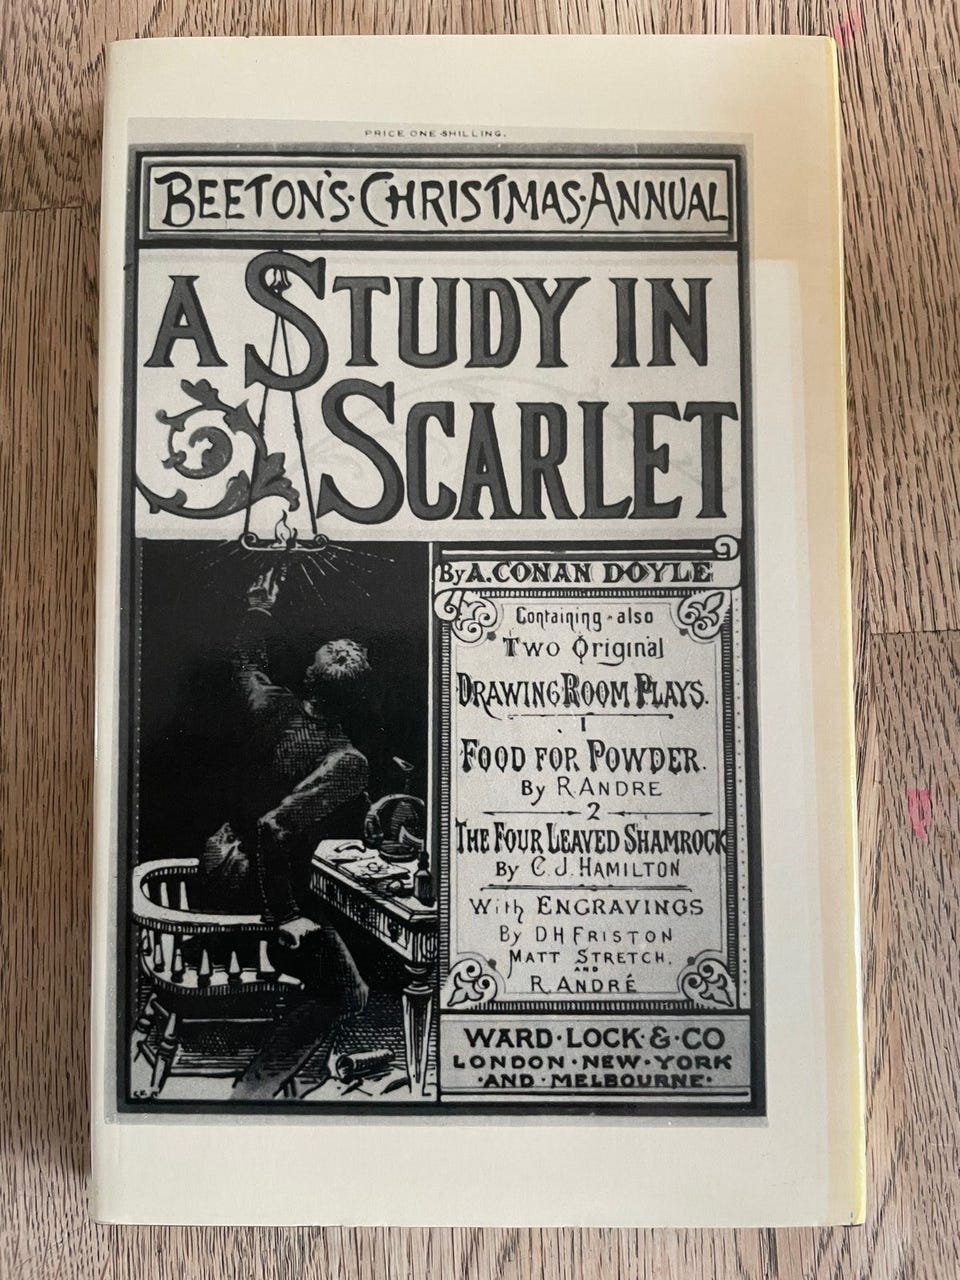 PRICE ONE SHILLING.
BEETON'S·CHRISTMAS·ANNUAL
A STUDY IN
SCARLET
By A. CONAN DOYLE
Containing also
Two Original
DRAWING ROOM PLAYS.
1
FOOD FOR POWDER.
By R. ANDRE
2
THE FOUR LEAVED SHAMROCK
By C. J. HAMILTON
With ENGRAVINGS
By D H FRISTON
MATT STRETCH,
AND
R. ANDRÉ
WARD·LOCK·&·CO
LONDON·NEW·YORK
·AND·MELBOURNE·